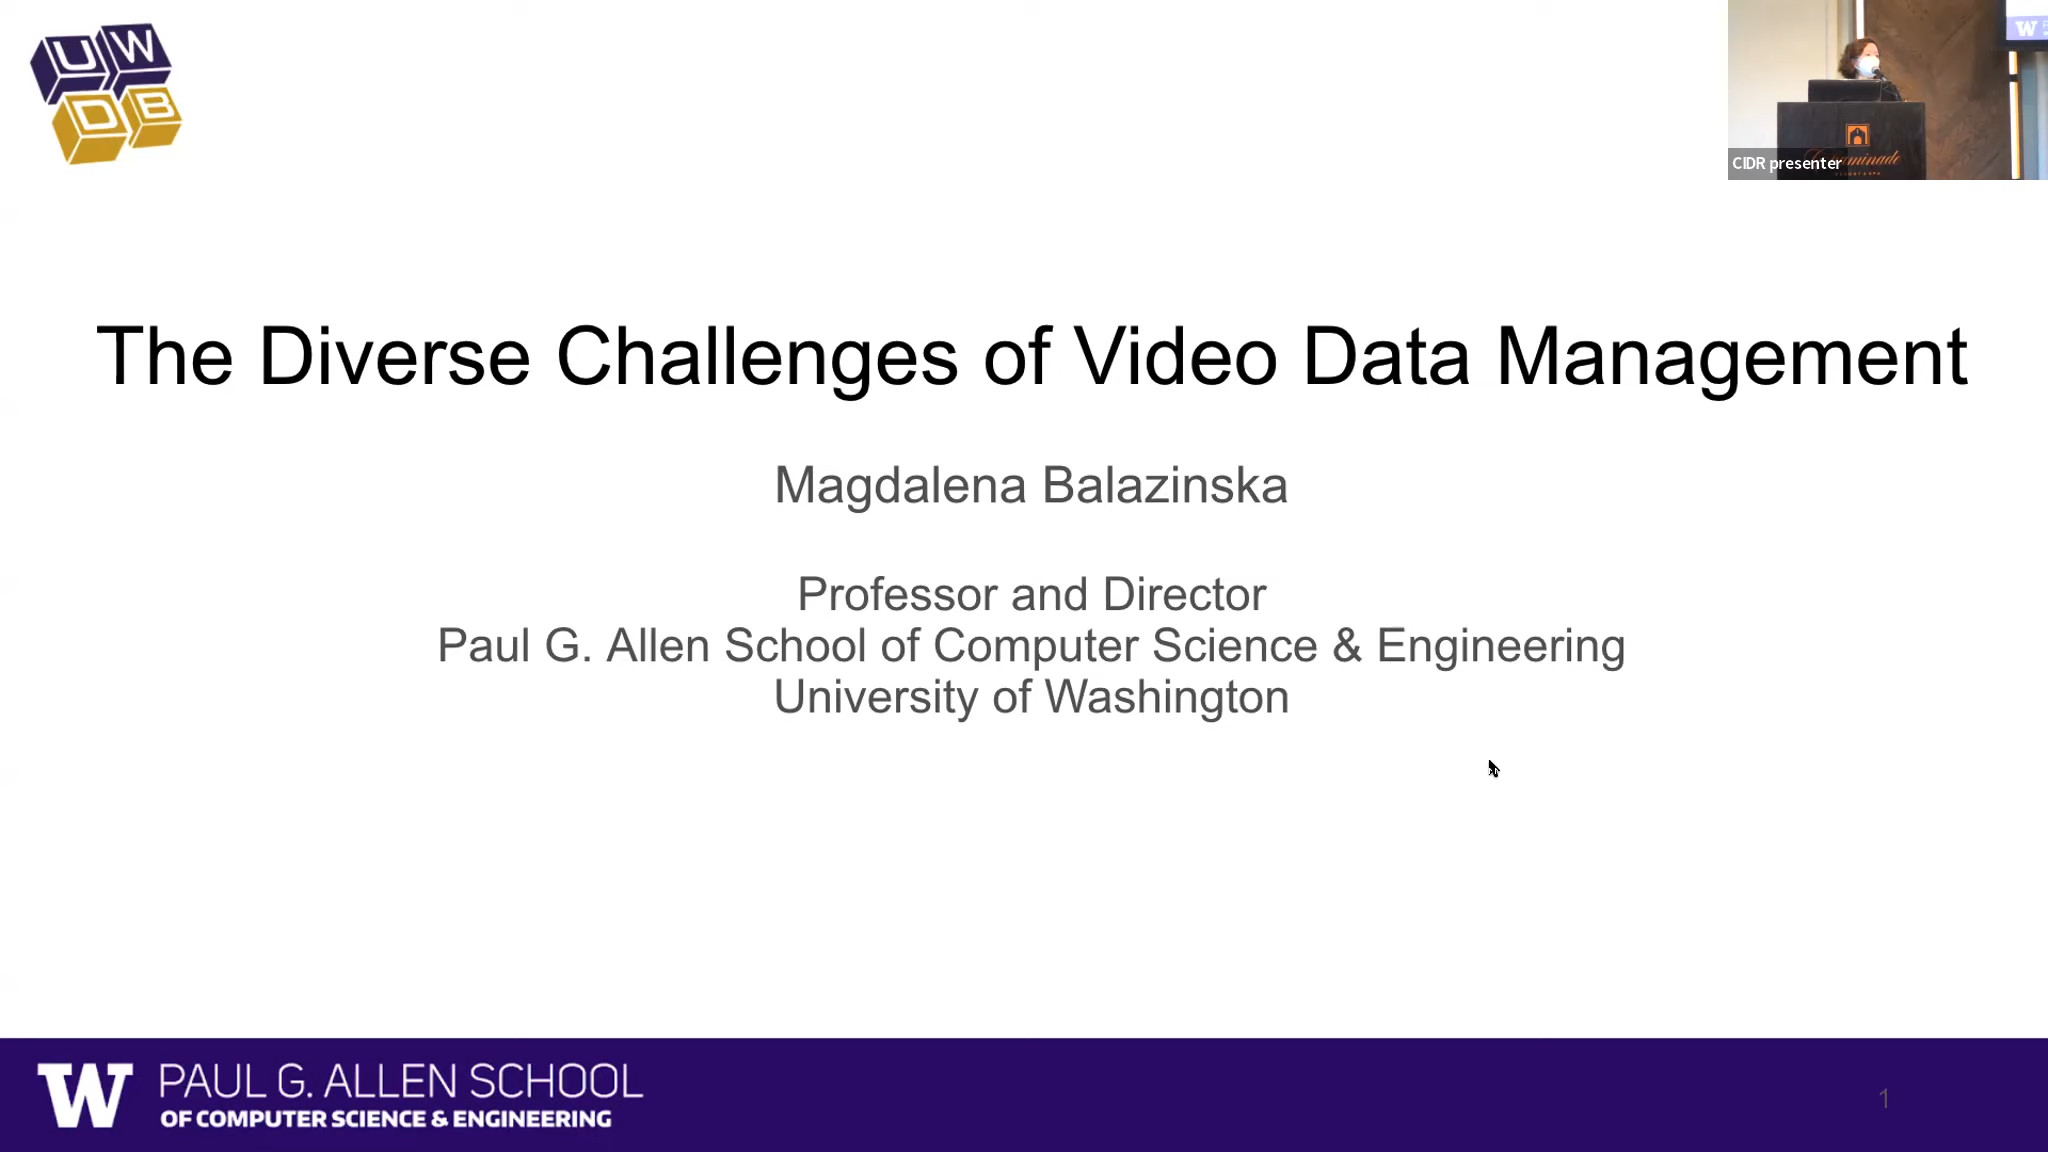 UW
DB
W
CIDR presenter
The Diverse Challenges of Video Data Management
Magdalena Balazinska
Professor and Director
Paul G. Allen School of Computer Science & Engineering
University of Washington
W PAUL G. ALLEN SCHOOL
OF COMPUTER SCIENCE & ENGINEERING
1